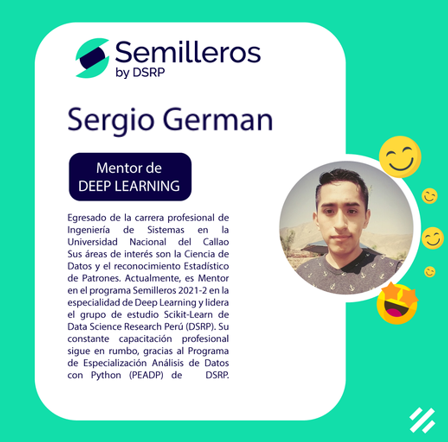 Semilleros
by DSRP
Sergio German
Mentor de
DEEP LEARNING
Egresado de la carrera profesional de
Ingeniería de Sistemas en la
Universidad Nacional del Callao
Sus áreas de interés son la Ciencia de
Datos y el reconocimiento Estadístico
de Patrones. Actualmente, es Mentor
en el programa Semilleros 2021-2 en la
especialidad de Deep Learning y lidera
el grupo de estudio Scikit-Learn de
Data Science Research Perú (DSRP). Su
constante capacitación profesional
sigue en rumbo, gracias al Programa
de Especialización Análisis de Datos
con Python (PEADP) de DSRP.